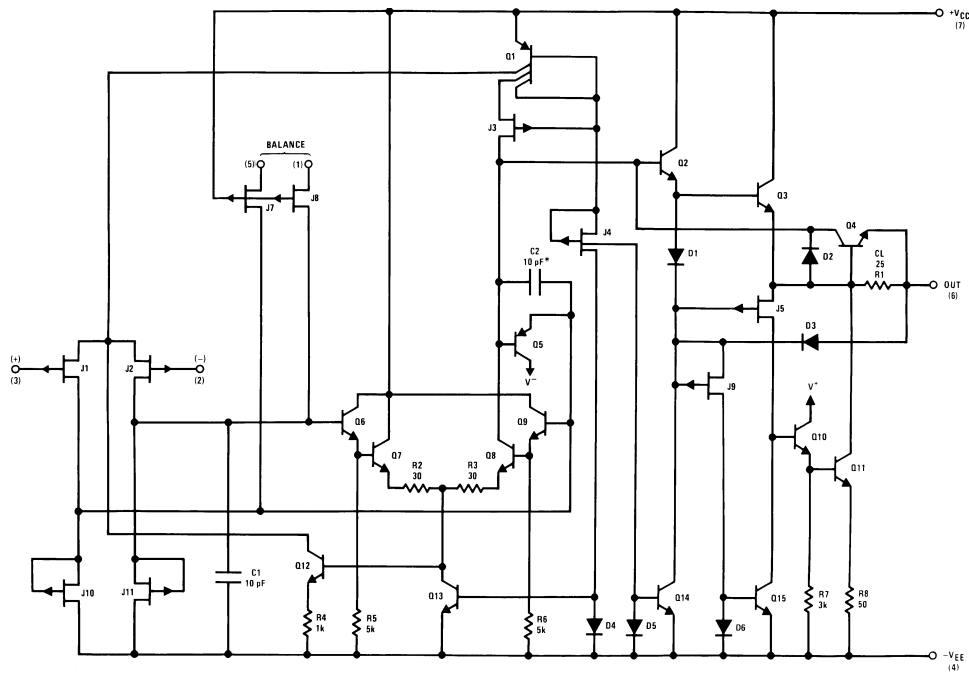 +VCC
(7)
Q1
J3
BALANCE
(5)
(1)
Q2
Q3
J7
J8
J4
Q4
C2
10 pF*
D1
D2
CL
25
R1
OUT
(6)
J5
D3
(+)
(3)
J1
J2
(-)
(2)
Q5
V-
J9
V+
Q6
Q9
Q10
Q7
Q8
Q11
R2
30
R3
30
C1
10 pF
Q12
J10
J11
Q13
Q14
Q15
R4
1k
R5
5k
R6
5k
D4
D5
D6
R7
3k
R8
50
-VEE
(4)